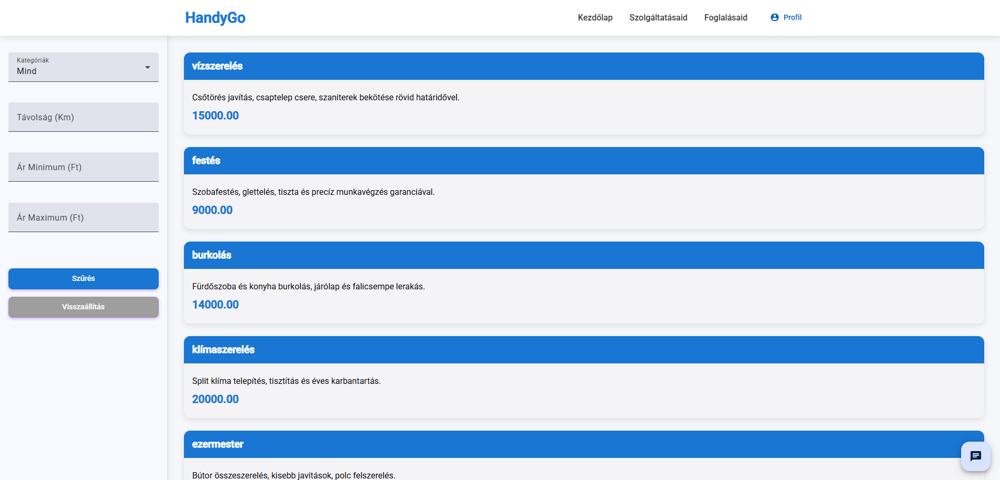 HandyGo
Kezdőlap
Szolgáltatásaid
Foglalásaid
Profil
Kategóriák
Mind
Távolság (Km)
Ár Minimum (Ft)
Ár Maximum (Ft)
Szűrés
Visszaállítás
vízszerelés
Csőtörés javítás, csaptelep csere, szaniterek bekötése rövid határidővel.
15000.00
festés
Szobafestés, glettelés, tiszta és precíz munkavégzés garanciával.
9000.00
burkolás
Fürdőszoba és konyha burkolás, járólap és falicsempe lerakás.
14000.00
klímaszerelés
Split klíma telepítés, tisztítás és éves karbantartás.
20000.00
ezermester
Bútor összeszerelés, kisebb javítások, polc felszerelés.